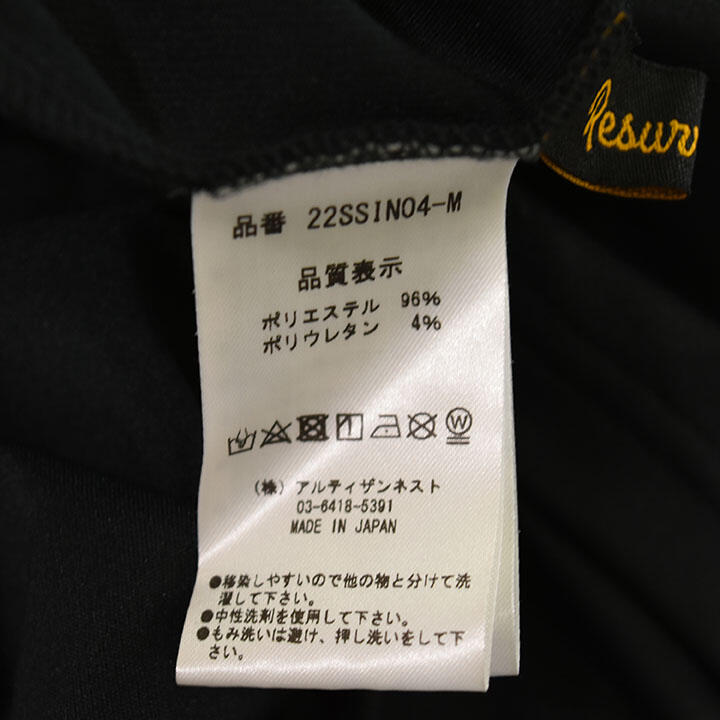 品番 22SSIN04-M
品質表示
ポリエステル 96%
ポリウレタン 4%
(株) アルティザンネスト
03-6418-5391
MADE IN JAPAN
●移染しやすいので他の物と分けて洗
濯して下さい。
●中性洗剤を使用して下さい。
●もみ洗いは避け、押し洗いをして下
さい。